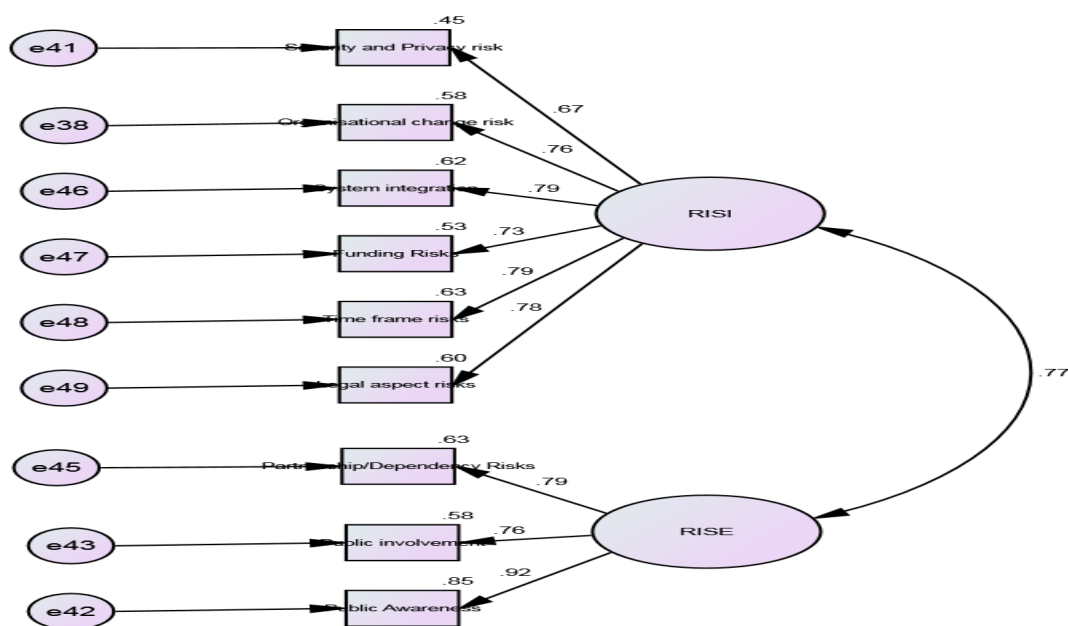 .45
e41
Security and Privacy risk
.67
.58
e38
Organisational change risk
.76
.62
e46
System integration
.79
RISI
.53
e47
Funding Risks
.73
.63
.79
e48
Time frame risks
.78
.60
e49
Legal aspect risks
.77
.63
e45
Partnership/Dependency Risks
.79
.58
e43
Public involvement
.76
RISE
.85
.92
e42
Public Awareness